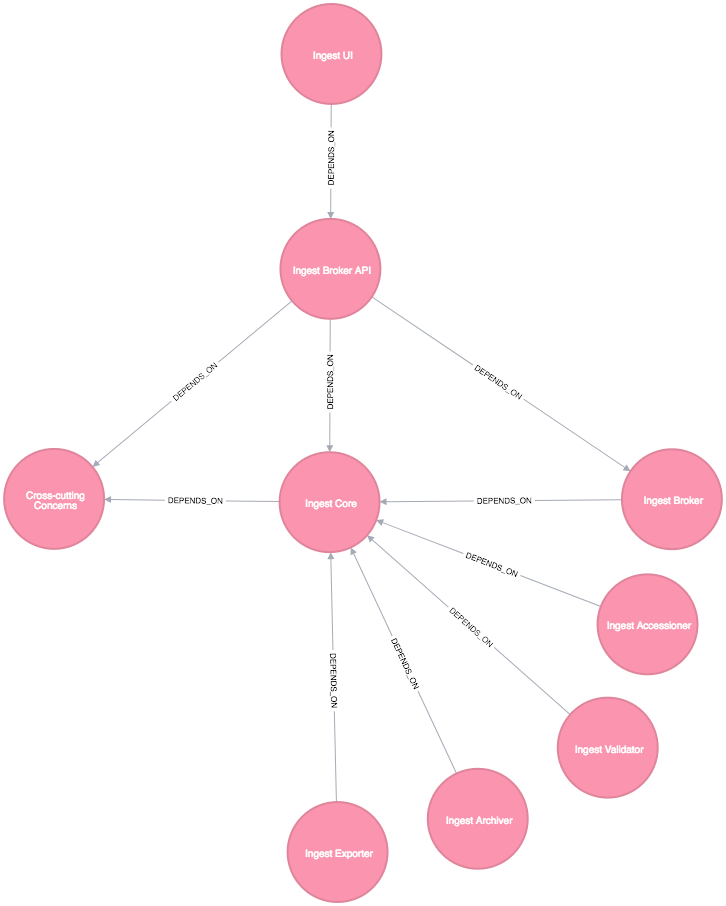 Ingest UI
DEPENDS_ON
Ingest Broker API
DEPENDS_ON
DEPENDS_ON
DEPENDS_ON
Cross-cutting
Concerns
DEPENDS_ON
Ingest Core
DEPENDS_ON
Ingest Broker
DEPENDS_ON
Ingest Accessioner
DEPENDS_ON
DEPENDS_ON
DEPENDS_ON
Ingest Validator
Ingest Archiver
Ingest Exporter